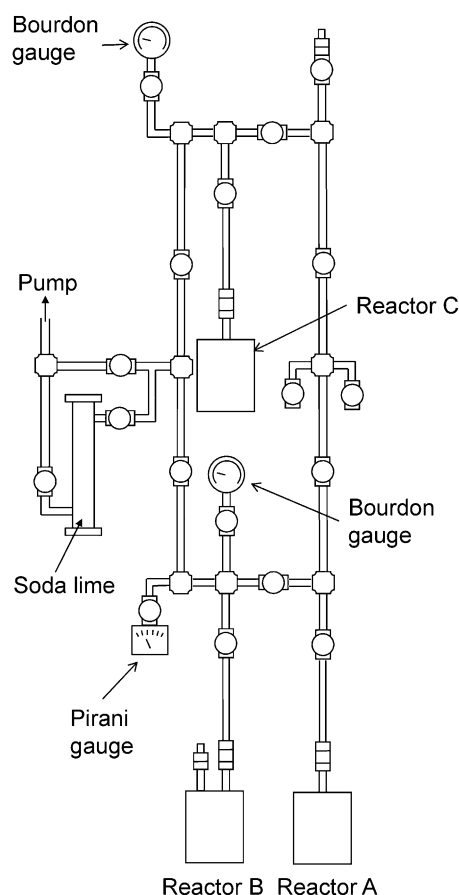 Bourdon
gauge
Pump
Reactor C
Bourdon
gauge
Soda lime
Pirani
gauge
Reactor B Reactor A